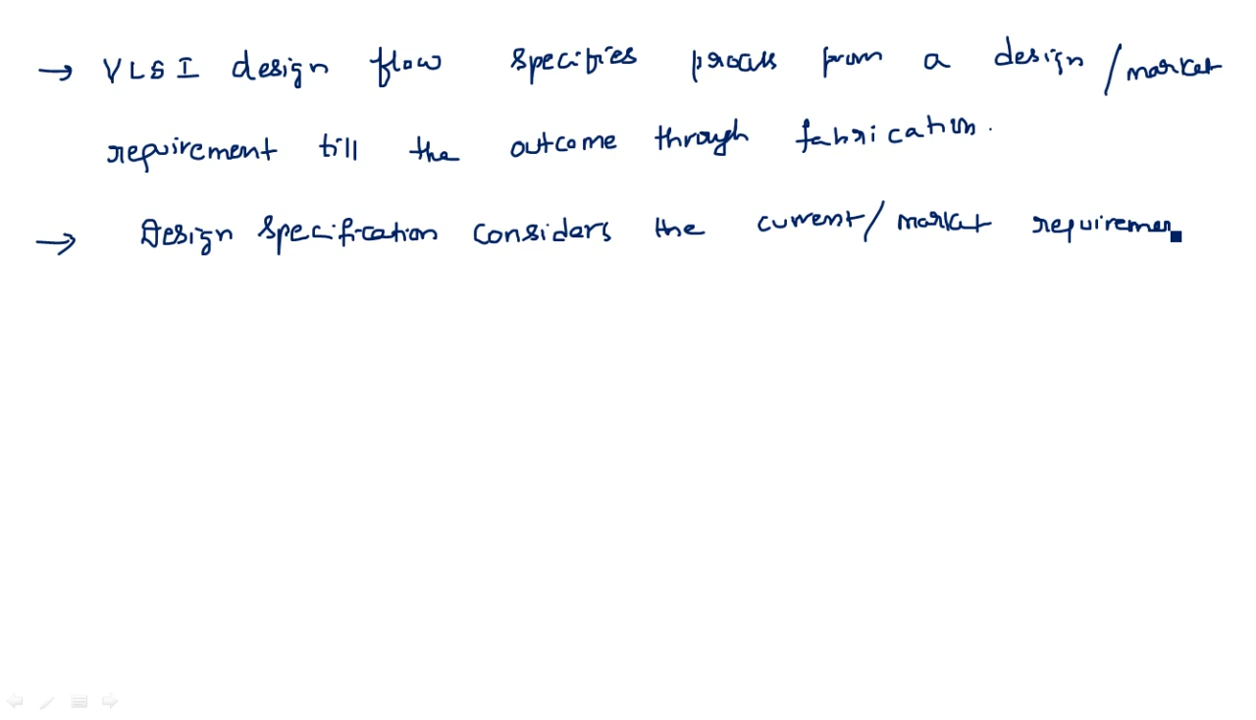 → VLSI design flow specifies process from a design / market
requirement till the outcome through fabrication.
→ Design specification considers the current / market requiremen